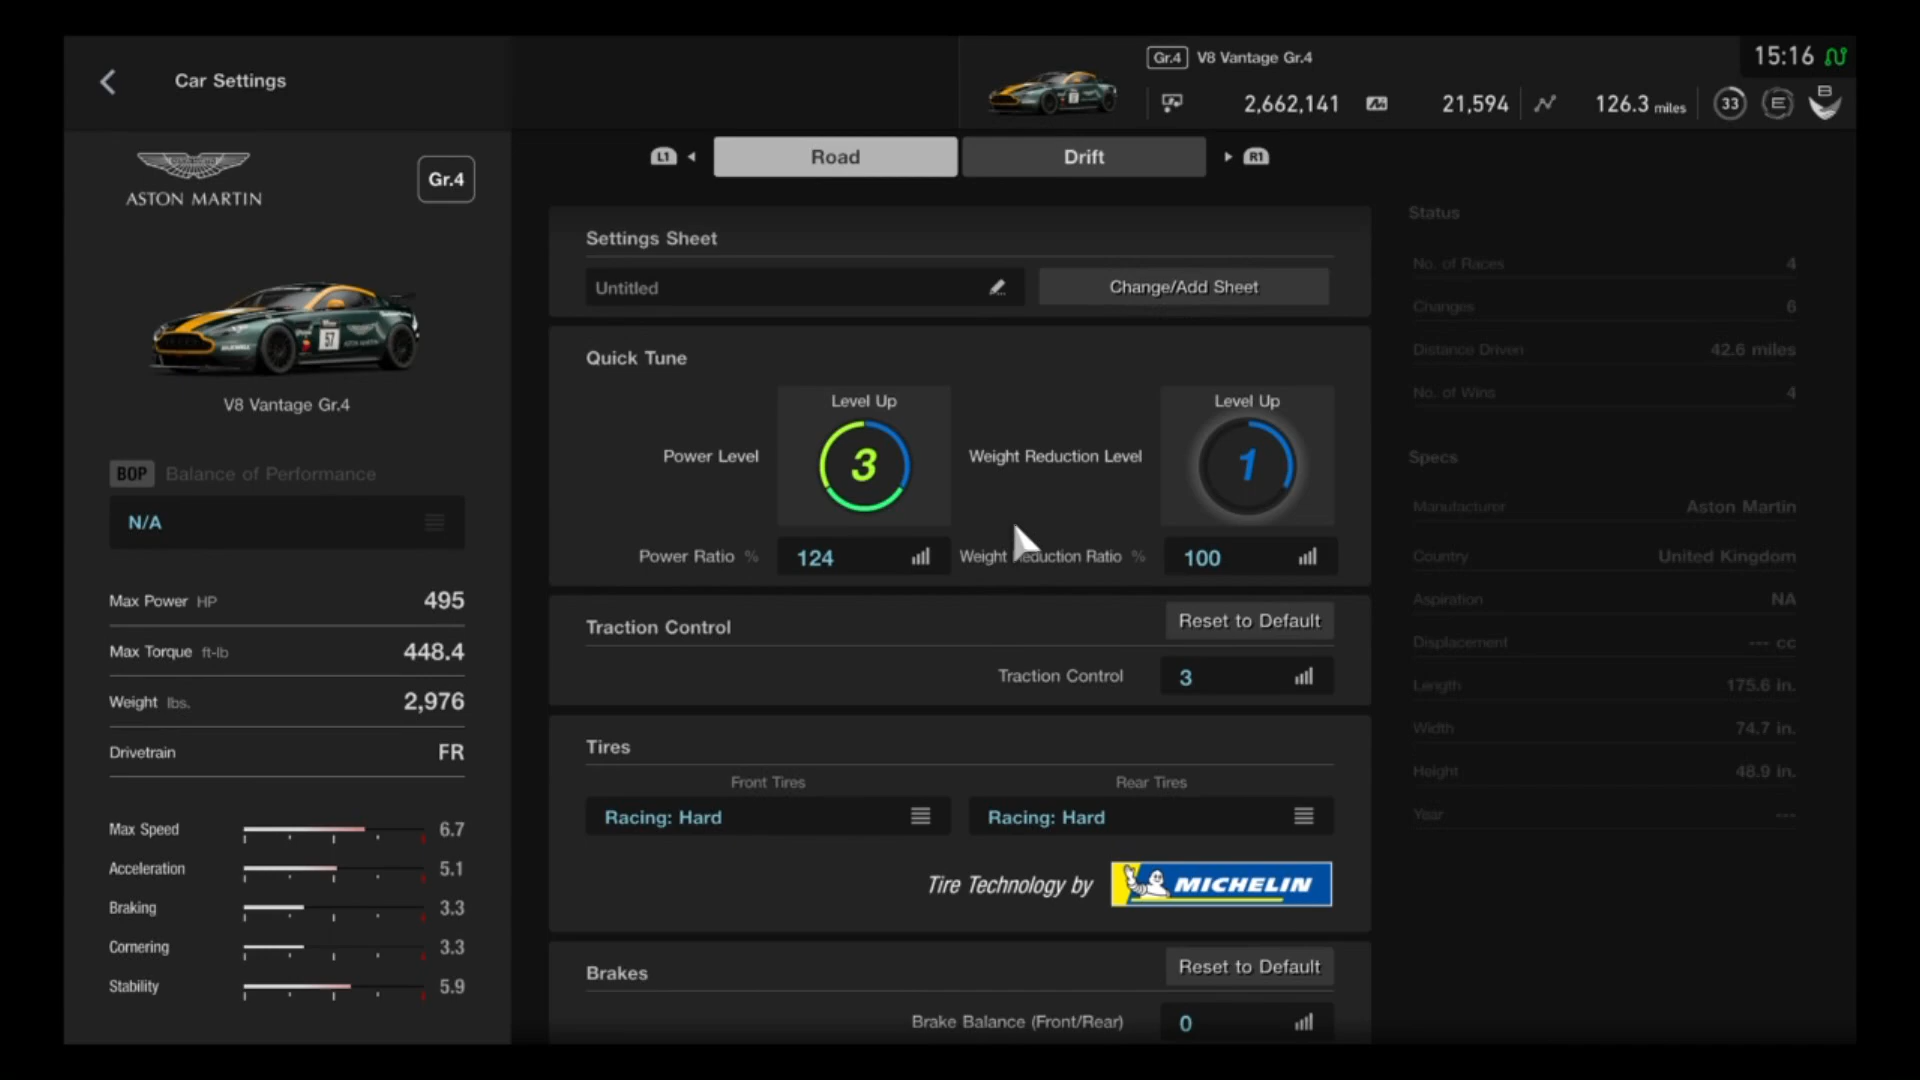 Car Settings
Gr.4 V8 Vantage Gr.4
15:16
2,662,141
21,594
126.3 miles
33
E
B
ASTON MARTIN
Gr.4
57
V8 Vantage Gr.4
BOP Balance of Performance
N/A
Max Power HP 495
Max Torque ft-lb 448.4
Weight lbs. 2,976
Drivetrain FR
Max Speed 6.7
Acceleration 5.1
Braking 3.3
Cornering 3.3
Stability 5.9
L1 Road Drift R1
Settings Sheet
Untitled Change/Add Sheet
Quick Tune
Level Up Level Up
Power Level 3 Weight Reduction Level 1
Power Ratio % 124 Weight Reduction Ratio % 100
Traction Control Reset to Default
Traction Control 3
Tires
Front Tires Rear Tires
Racing: Hard Racing: Hard
Tire Technology by MICHELIN
Brakes Reset to Default
Brake Balance (Front/Rear) 0
Status
No. of Races 4
Changes 6
Distance Driven 42.6 miles
No. of Wins 4
Specs
Manufacturer Aston Martin
Country United Kingdom
Aspiration NA
Displacement --- cc
Length 175.6 in.
Width 74.7 in.
Height 48.9 in.
Year ---